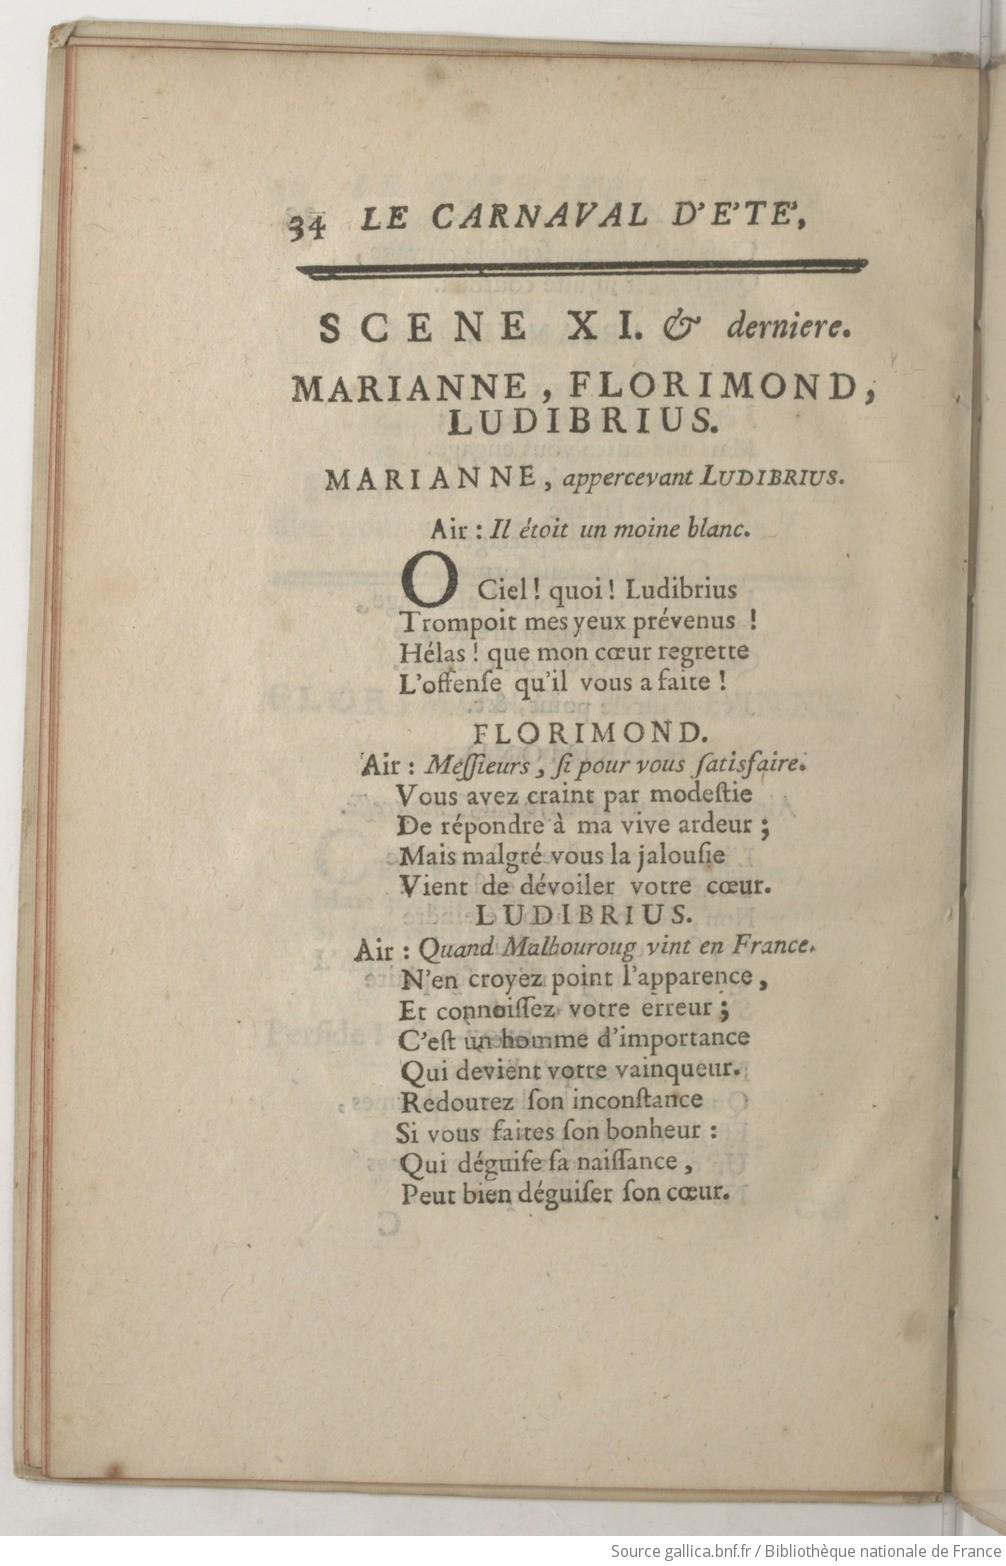 34 LE CARNAVAL D'E'TE',
SCENE XI. & derniere.
MARIANNE, FLORIMOND,
LUDIBRIUS.
MARIANNE, appercevant LUDIBRIUS.
Air : Il étoit un moine blanc.
O Ciel ! quoi ! Ludibrius
Trompoit mes yeux prévenus !
Hélas ! que mon cœur regrette
L'offenſe qu'il vous a faite !
FLORIMOND.
Air : Meſſieurs, ſi pour vous ſatisfaire.
Vous avez craint par modeſtie
De répondre à ma vive ardeur ;
Mais malgré vous la jalouſie
Vient de dévoiler votre cœur.
LUDIBRIUS.
Air : Quand Malbouroug vint en France.
N'en croyez point l'apparence,
Et connoiſſez votre erreur ;
C'eſt un homme d'importance
Qui devient votre vainqueur.
Redoutez ſon inconſtance
Si vous faites ſon bonheur :
Qui déguiſe ſa naiſſance,
Peut bien déguiſer ſon cœur.
Source gallica.bnf.fr / Bibliothèque nationale de France